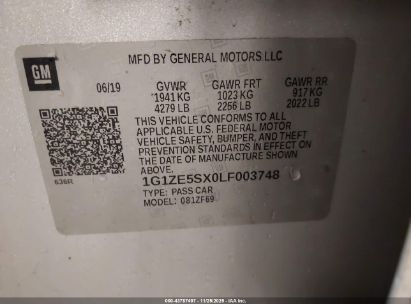 MFD BY GENERAL MOTORS LLC
GM
06/19 GVWR GAWR FRT GAWR RR
1941 KG 1023 KG 917 KG
4279 LB 2256 LB 2022 LB
THIS VEHICLE CONFORMS TO ALL
APPLICABLE U.S. FEDERAL MOTOR
VEHICLE SAFETY, BUMPER, AND THEFT
PREVENTION STANDARDS IN EFFECT ON
THE DATE OF MANUFACTURE SHOWN
ABOVE.
636R
1G1ZE5SX0LF003748
TYPE: PASS CAR
MODEL: 081ZF69